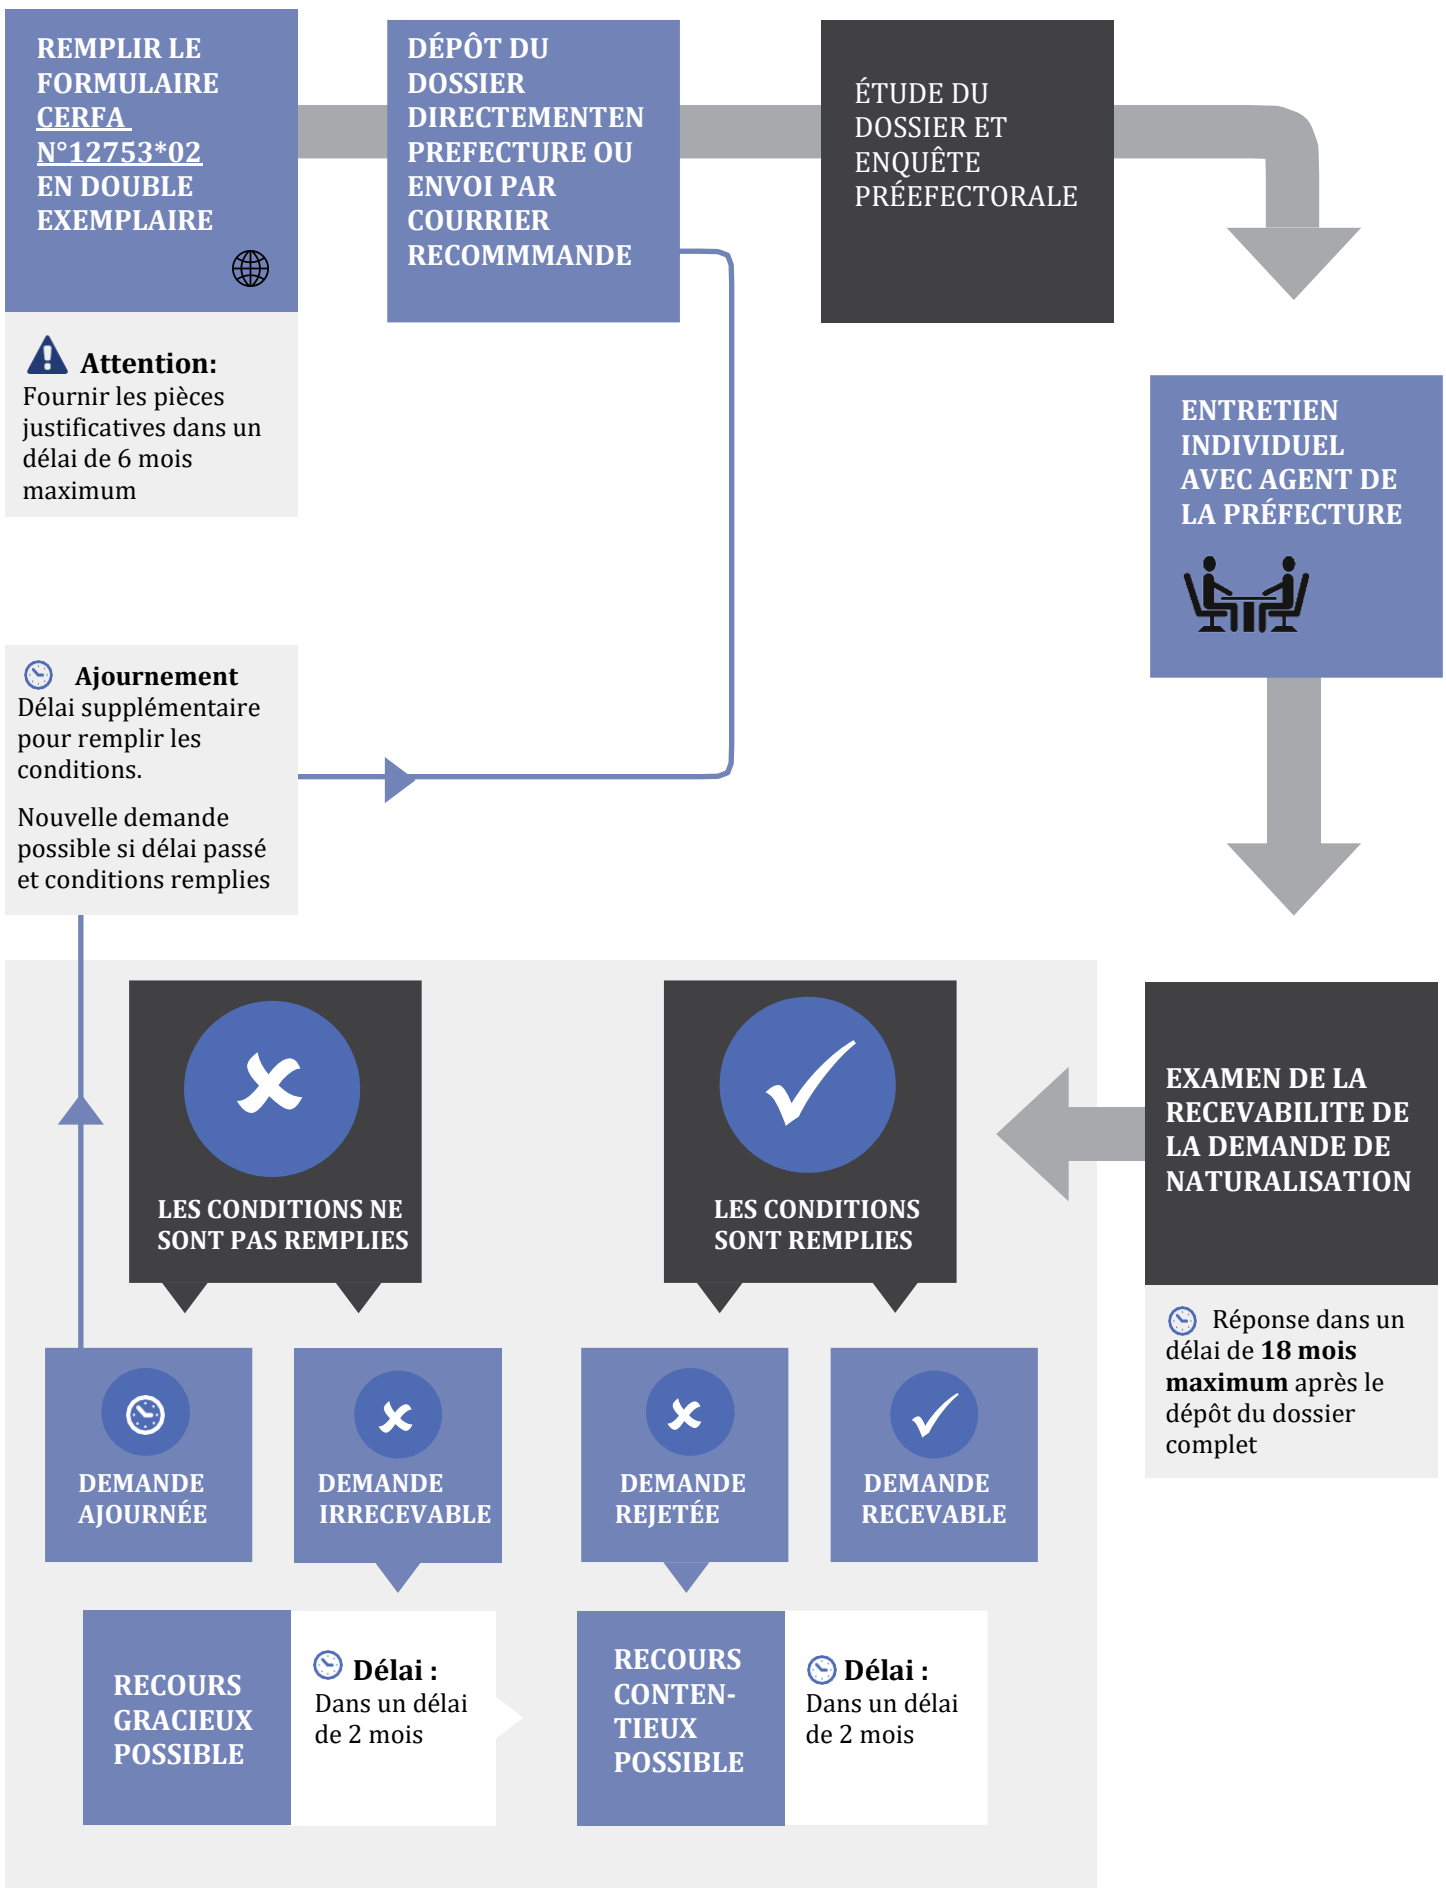 REMPLIR LE
FORMULAIRE
CERFA
N°12753*02
EN DOUBLE
EXEMPLAIRE
Attention:
Fournir les pièces
justificatives dans un
délai de 6 mois
maximum
DÉPÔT DU
DOSSIER
DIRECTEMENTEN
PREFECTURE OU
ENVOI PAR
COURRIER
RECOMMMANDE
ÉTUDE DU
DOSSIER ET
ENQUÊTE
PRÉEFECTORALE
ENTRETIEN
INDIVIDUEL
AVEC AGENT DE
LA PRÉFECTURE
Ajournement
Délai supplémentaire
pour remplir les
conditions.
Nouvelle demande
possible si délai passé
et conditions remplies
EXAMEN DE LA
RECEVABILITE DE
LA DEMANDE DE
NATURALISATION
Réponse dans un
délai de 18 mois
maximum après le
dépôt du dossier
complet
LES CONDITIONS NE
SONT PAS REMPLIES
LES CONDITIONS
SONT REMPLIES
DEMANDE
AJOURNÉE
DEMANDE
IRRECEVABLE
DEMANDE
REJETÉE
DEMANDE
RECEVABLE
RECOURS
GRACIEUX
POSSIBLE
Délai :
Dans un délai
de 2 mois
RECOURS
CONTEN-
TIEUX
POSSIBLE
Délai :
Dans un délai
de 2 mois